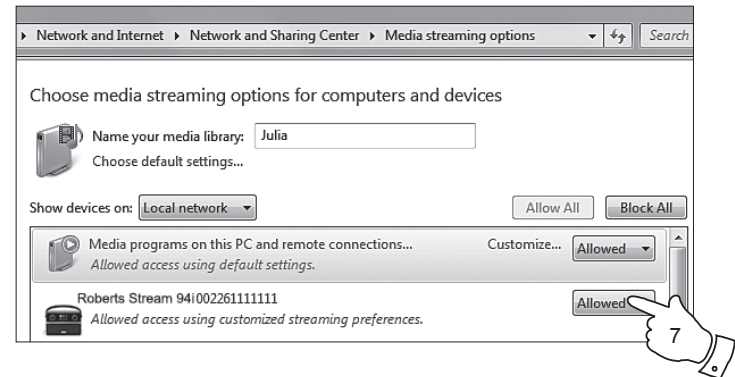 Network and Internet Network and Sharing Center Media streaming options Search
Choose media streaming options for computers and devices
Name your media library: Julia
Choose default settings...
Show devices on: Local network Allow All Block All
Media programs on this PC and remote connections... Customize... Allowed
Allowed access using default settings.
Roberts Stream 94i 002261111111 Allowed
Allowed access using customized streaming preferences.
7